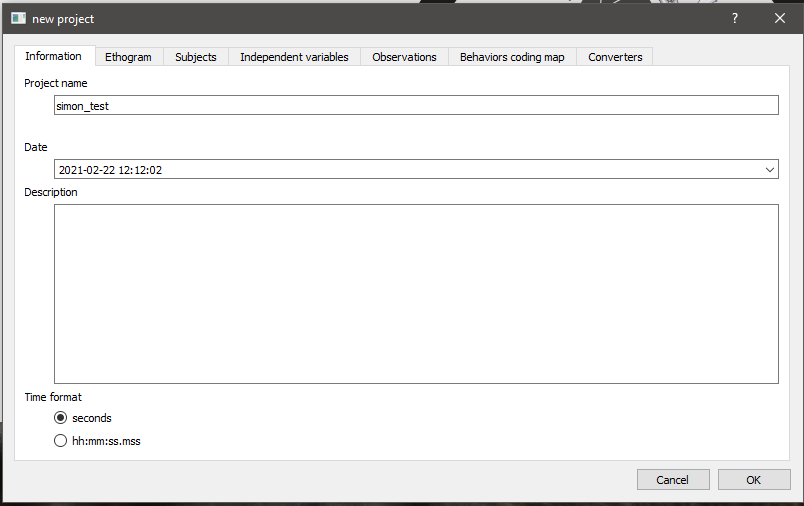 new project
?
Information Ethogram Subjects Independent variables Observations Behaviors coding map Converters
Project name
simon_test
Date
2021-02-22 12:12:02
Description
Time format
seconds
hh:mm:ss.mss
Cancel OK